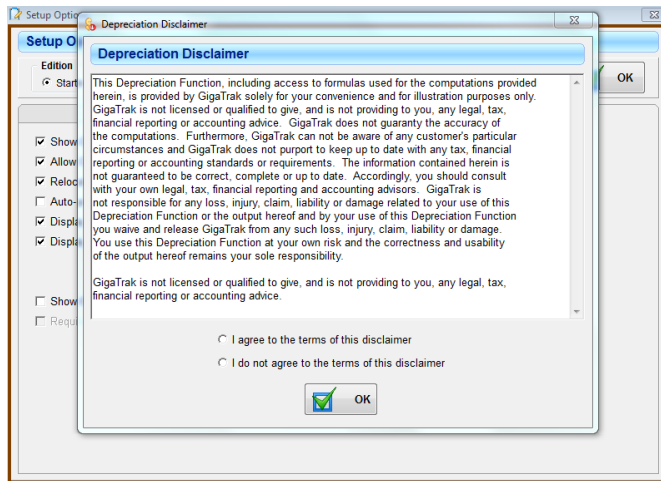 Setup Optio
Depreciation Disclaimer
Setup O
Depreciation Disclaimer
Edition
Start
OK
This Depreciation Function, including access to formulas used for the computations provided
herein, is provided by GigaTrak solely for your convenience and for illustration purposes only.
GigaTrak is not licensed or qualified to give, and is not providing to you, any legal, tax,
financial reporting or accounting advice.  GigaTrak does not guaranty the accuracy of
the computations.  Furthermore, GigaTrak can not be aware of any customer's particular
circumstances and GigaTrak does not purport to keep up to date with any tax, financial
reporting or accounting standards or requirements.  The information contained herein is
not guaranteed to be correct, complete or up to date.  Accordingly, you should consult
with your own legal, tax, financial reporting and accounting advisors.  GigaTrak is
not responsible for any loss, injury, claim, liability or damage related to your use of this
Depreciation Function or the output hereof and by your use of this Depreciation Function
you waive and release GigaTrak from any such loss, injury, claim, liability or damage.
You use this Depreciation Function at your own risk and the correctness and usability
of the output hereof remains your sole responsibility.
GigaTrak is not licensed or qualified to give, and is not providing to you, any legal, tax,
financial reporting or accounting advice.
Show
Allow
Reloc
Auto-
Displa
Displa
Show
Requi
I agree to the terms of this disclaimer
I do not agree to the terms of this disclaimer
OK